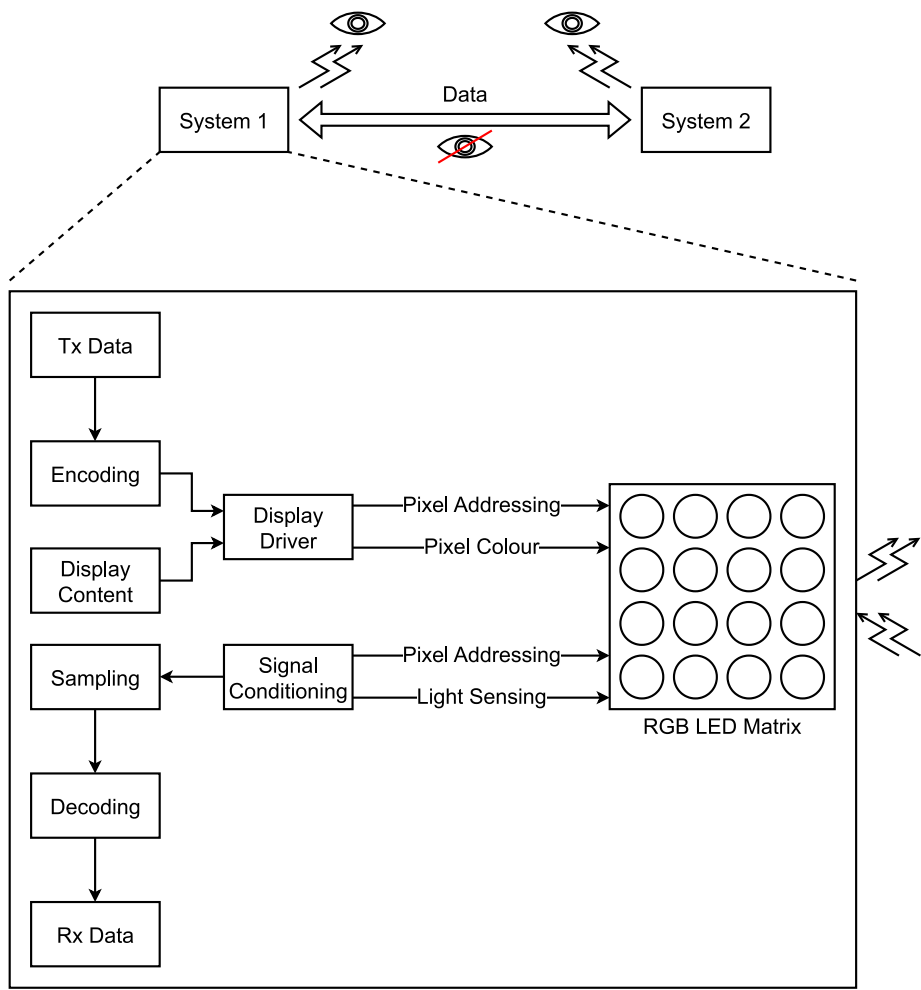 Data
System 1
System 2
Tx Data
Encoding
Display
Driver
Pixel Addressing
Pixel Colour
Display
Content
Sampling
Signal
Conditioning
Pixel Addressing
Light Sensing
RGB LED Matrix
Decoding
Rx Data